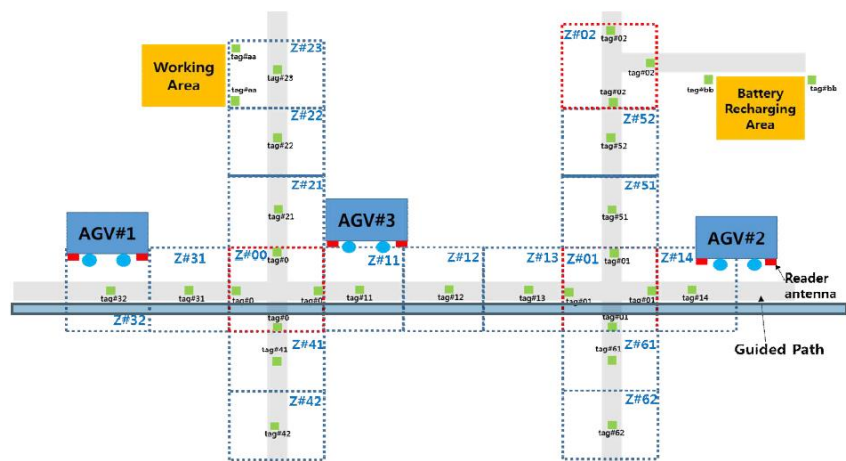 Z#23
Z#02
tag#02
tag#aa
Working
Area
tag#23
tag#02
tag#aa
tag#02
tag#bb
tag#bb
Battery
Recharging
Area
Z#22
Z#52
tag#22
tag#52
Z#21
Z#51
AGV#1
AGV#3
AGV#2
tag#21
tag#51
Z#31
Z#00
tag#0
Z#11
Z#12
Z#13
Z#01
tag#01
Z#14
Reader
antenna
tag#32
tag#31
tag#0
tag#0
tag#11
tag#12
tag#13
tag#01
tag#01
tag#14
Z#32
tag#0
tag#01
Guided Path
Z#41
tag#41
Z#61
tag#61
Z#42
Z#62
tag#42
tag#62